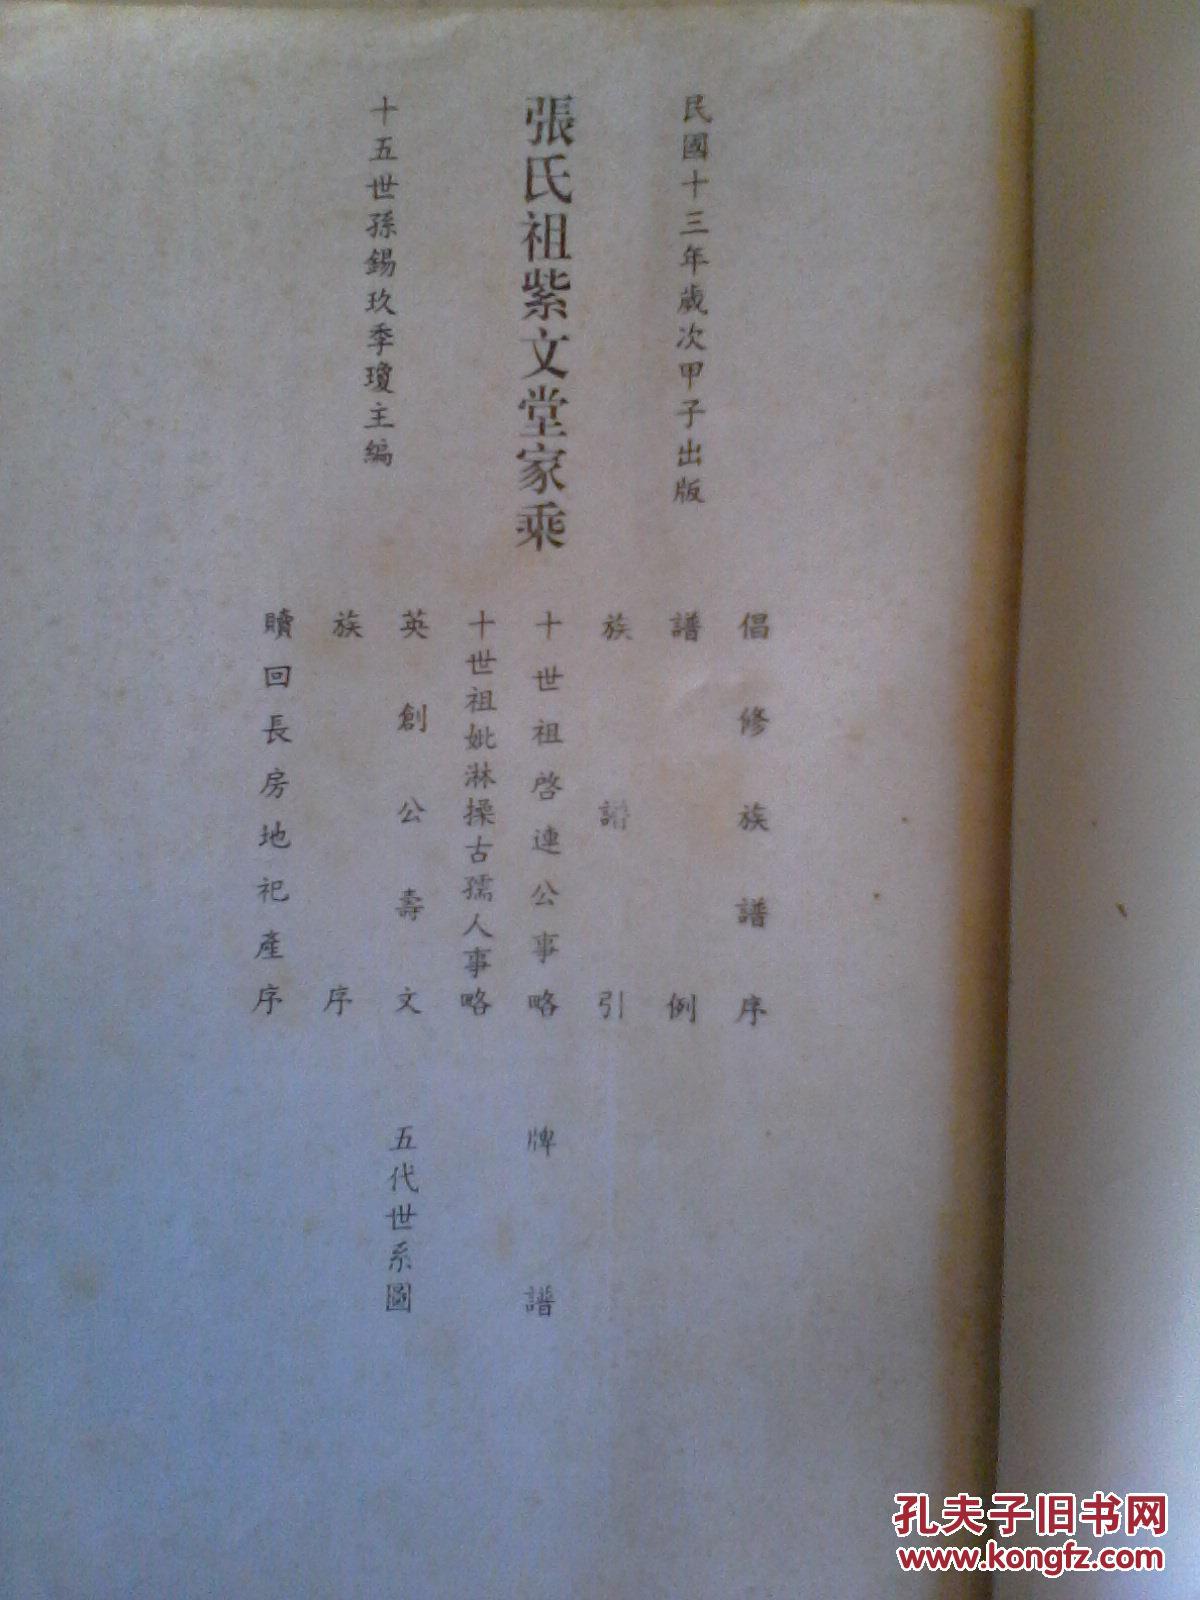 民國十三年歲次甲子出版
張氏祖紫文堂家乘
十五世孫錫玖季瓊主編
倡修族譜序
譜例
族譜引
十世祖啓連公事略
十世祖妣淋操古孺人事略
英創公壽文
族序
贖回長房地祀產序
牌譜
五代世系圖
孔夫子旧书网
www.kongfz.com